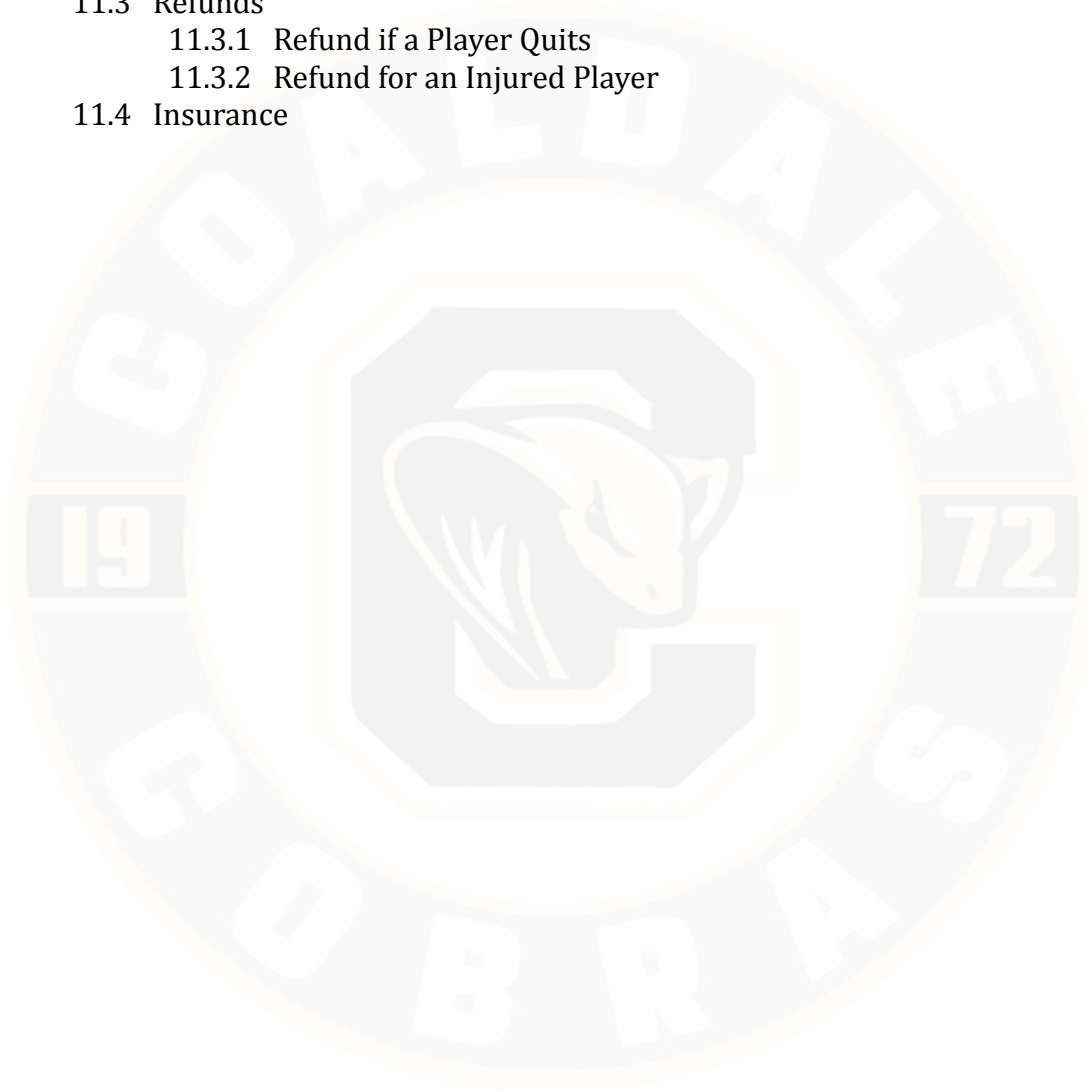 11.3 Refunds
11.3.1 Refund if a Player Quits
11.3.2 Refund for an Injured Player
11.4 Insurance
COALDALE
19 72
COBRAS